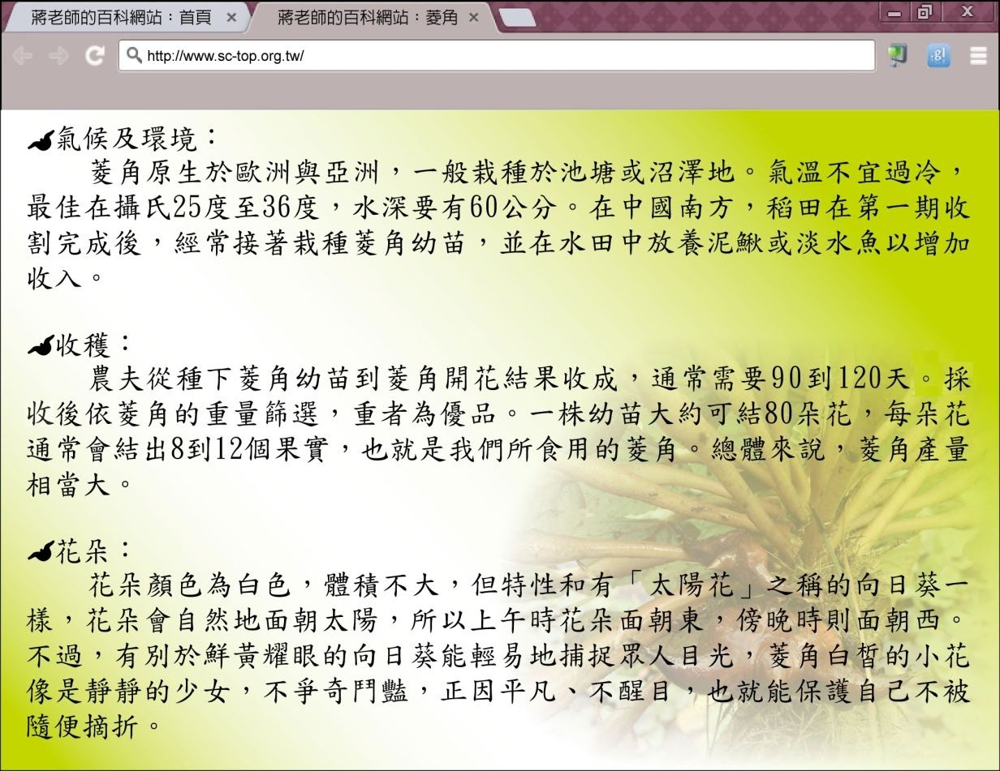 蔣老師的百科網站：首頁
蔣老師的百科網站：菱角
http://www.sc-top.org.tw/
.g!
氣候及環境：
菱角原生於歐洲與亞洲，一般栽種於池塘或沼澤地。氣溫不宜過冷，
最佳在攝氏25度至36度，水深要有60公分。在中國南方，稻田在第一期收
割完成後，經常接著栽種菱角幼苗，並在水田中放養泥鰍或淡水魚以增加
收入。
收穫：
農夫從種下菱角幼苗到菱角開花結果收成，通常需要90到120天。採
收後依菱角的重量篩選，重者為優品。一株幼苗大約可結80朵花，每朵花
通常會結出8到12個果實，也就是我們所食用的菱角。總體來說，菱角產量
相當大。
花朵：
花朵顏色為白色，體積不大，但特性和有「太陽花」之稱的向日葵一
樣，花朵會自然地面朝太陽，所以上午時花朵面朝東，傍晚時則面朝西。
不過，有別於鮮黃耀眼的向日葵能輕易地捕捉眾人目光，菱角白皙的小花
像是靜靜的少女，不爭奇鬥豔，正因平凡、不醒目，也就能保護自己不被
隨便摘折。